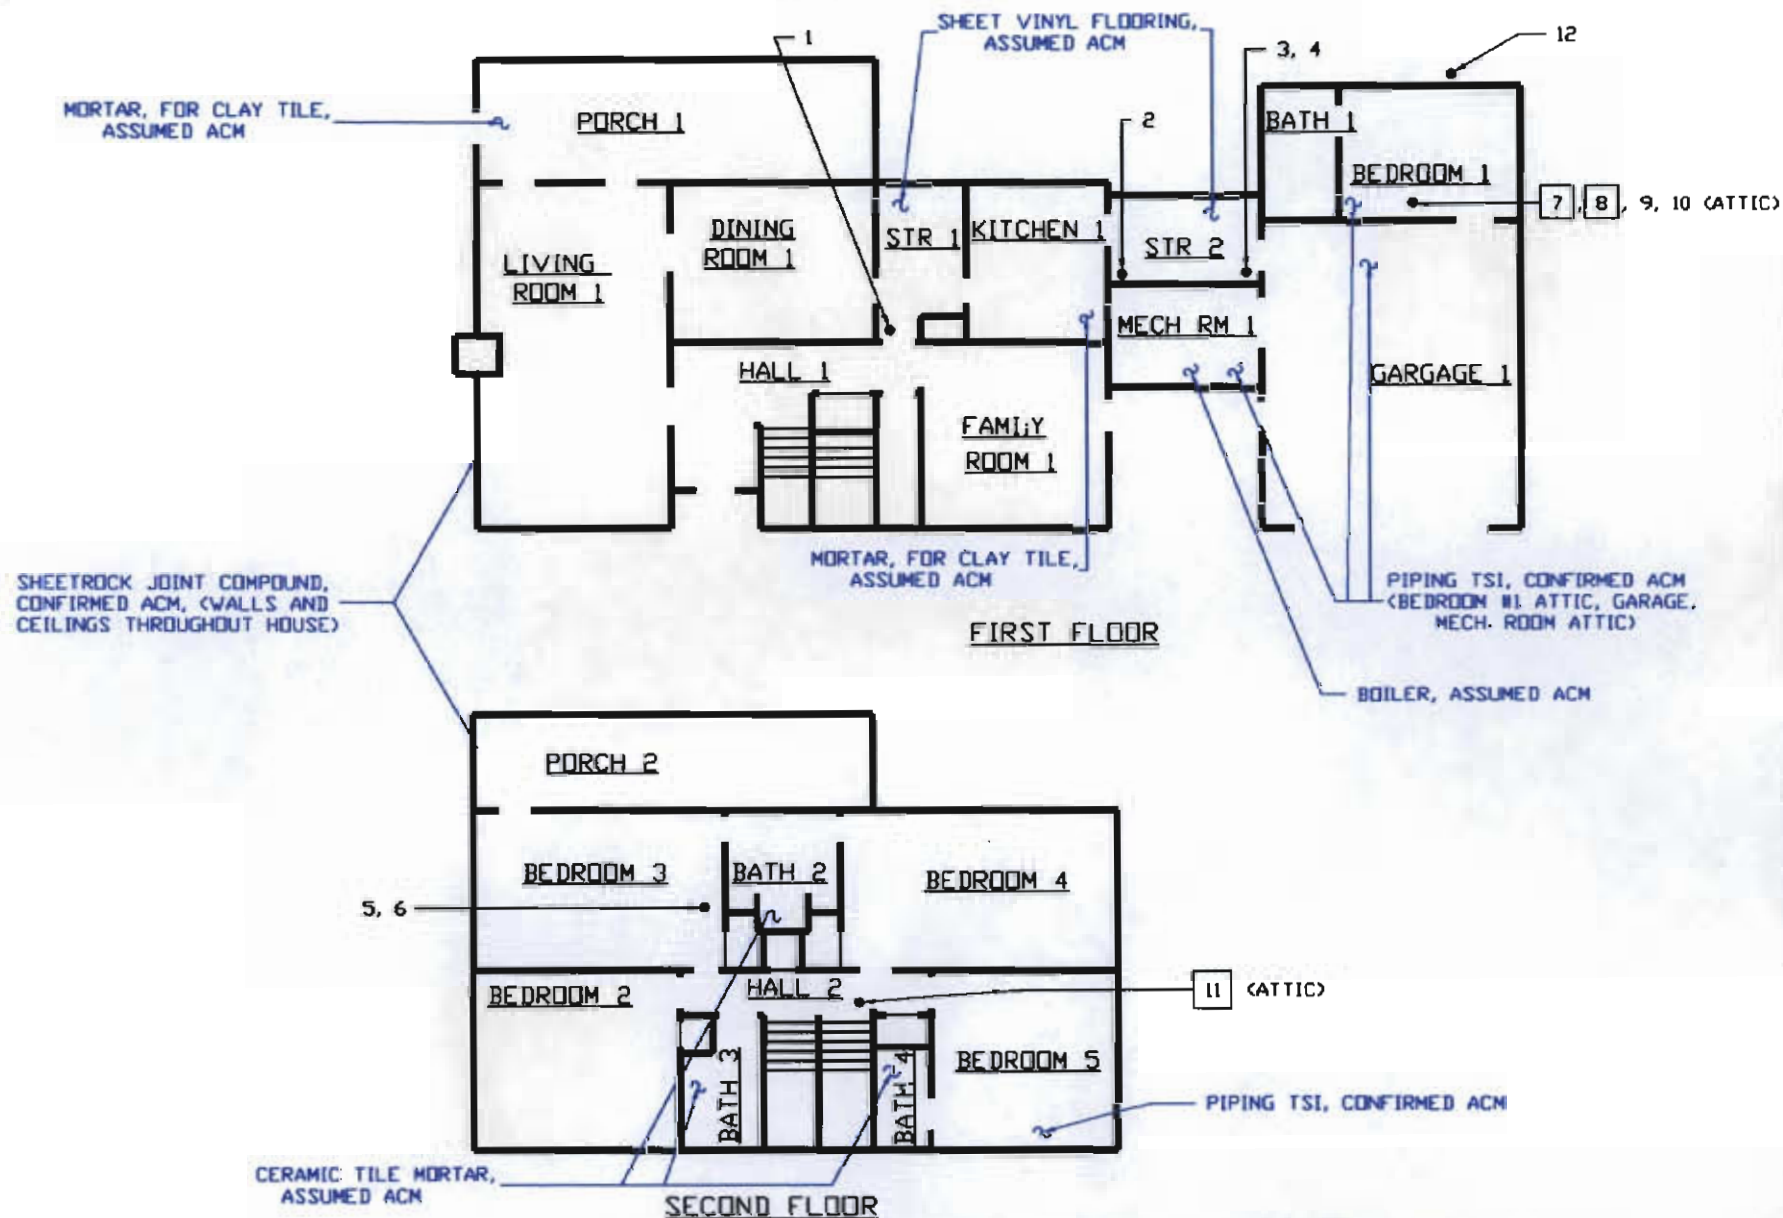 SHEET VINYL FLOORING,
ASSUMED ACM
1
12
3, 4
MORTAR, FOR CLAY TILE,
ASSUMED ACM
PORCH 1
2
BATH 1
BEDROOM 1
7, 8, 9, 10 (ATTIC)
DINING
ROOM 1
STR 1
KITCHEN 1
STR 2
LIVING
ROOM 1
MECH RM 1
HALL 1
GARGAGE 1
FAMILY
ROOM 1
MORTAR, FOR CLAY TILE,
ASSUMED ACM
SHEETROCK JOINT COMPOUND,
CONFIRMED ACM, (WALLS AND
CEILINGS THROUGHOUT HOUSE)
PIPING TSI, CONFIRMED ACM
(BEDROOM #1 ATTIC, GARAGE,
MECH. ROOM ATTIC)
FIRST FLOOR
BOILER, ASSUMED ACM
PORCH 2
BEDROOM 3
BATH 2
BEDROOM 4
5, 6
BEDROOM 2
HALL 2
11 (ATTIC)
BATH 3
BATH 4
BEDROOM 5
PIPING TSI, CONFIRMED ACM
CERAMIC TILE MORTAR,
ASSUMED ACM
SECOND FLOOR